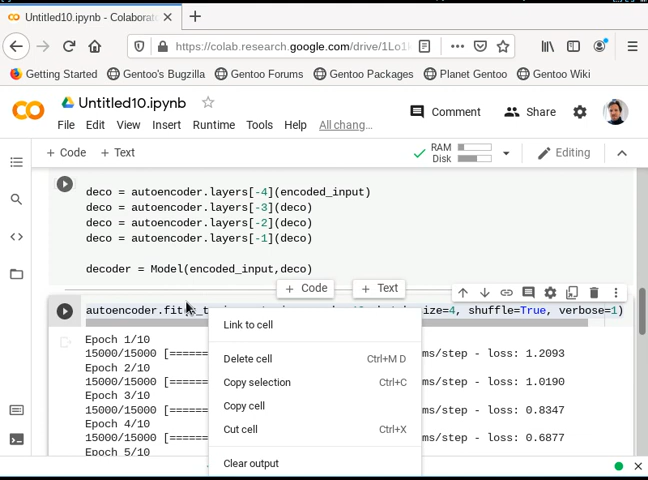 Untitled10.ipynb - Colaborat
https://colab.research.google.com/drive/1Lo1
Getting Started Gentoo's Bugzilla Gentoo Forums Gentoo Packages Planet Gentoo Gentoo Wiki
Untitled10.ipynb
Comment Share
File Edit View Insert Runtime Tools Help All chang...
+ Code + Text RAM Disk Editing
deco = autoencoder.layers[-4](encoded_input)
deco = autoencoder.layers[-3](deco)
deco = autoencoder.layers[-2](deco)
deco = autoencoder.layers[-1](deco)
decoder = Model(encoded_input,deco)
+ Code + Text
autoencoder.fit( size=4, shuffle=True, verbose=1)
Link to cell
Epoch 1/10
15000/15000 [====== ms/step - loss: 1.2093
Delete cell Ctrl+M D
Epoch 2/10
15000/15000 [====== ms/step - loss: 1.0190
Copy selection Ctrl+C
Epoch 3/10
Copy cell
15000/15000 [====== ms/step - loss: 0.8347
Epoch 4/10
Cut cell Ctrl+X
15000/15000 [====== ms/step - loss: 0.6877
Epoch 5/10
Clear output